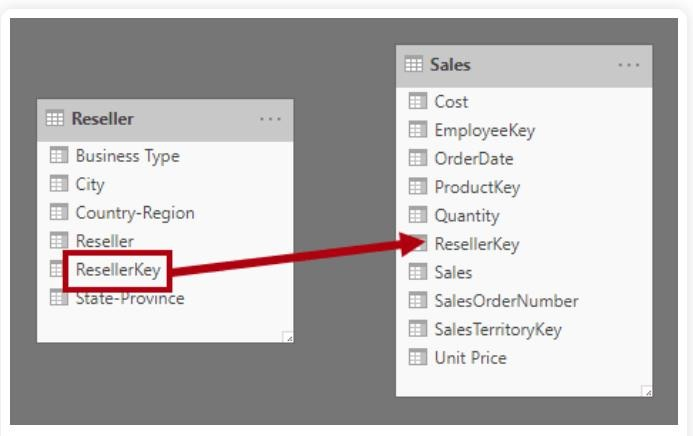 Reseller
Business Type
City
Country-Region
Reseller
ResellerKey
State-Province
Sales
Cost
EmployeeKey
OrderDate
ProductKey
Quantity
ResellerKey
Sales
SalesOrderNumber
SalesTerritoryKey
Unit Price